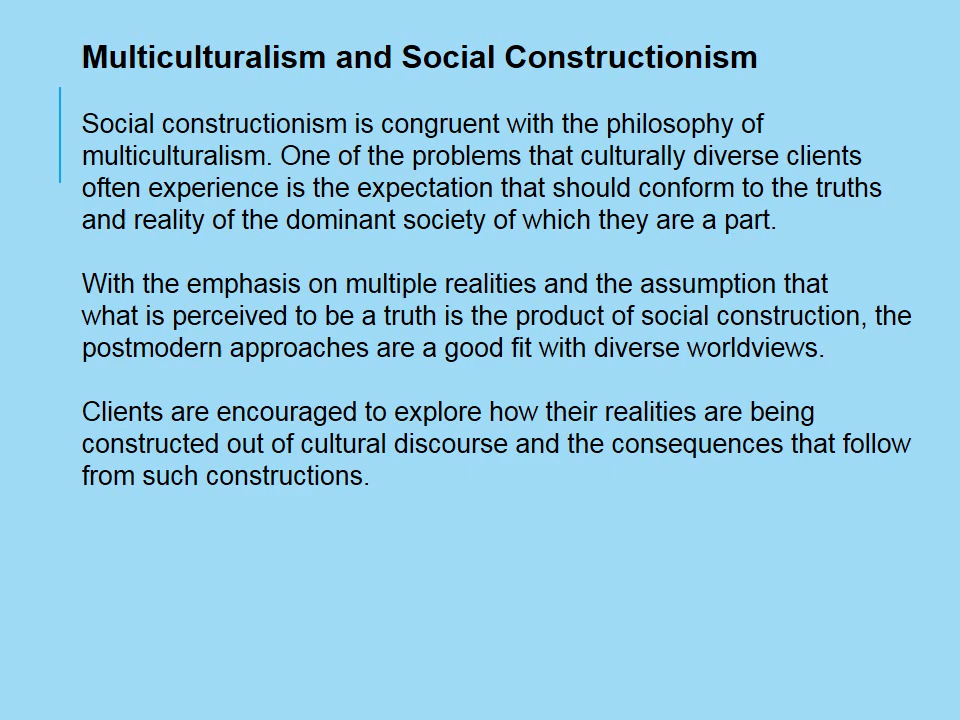 Multiculturalism and Social Constructionism
Social constructionism is congruent with the philosophy of
multiculturalism. One of the problems that culturally diverse clients
often experience is the expectation that should conform to the truths
and reality of the dominant society of which they are a part.
With the emphasis on multiple realities and the assumption that
what is perceived to be a truth is the product of social construction, the
postmodern approaches are a good fit with diverse worldviews.
Clients are encouraged to explore how their realities are being
constructed out of cultural discourse and the consequences that follow
from such constructions.